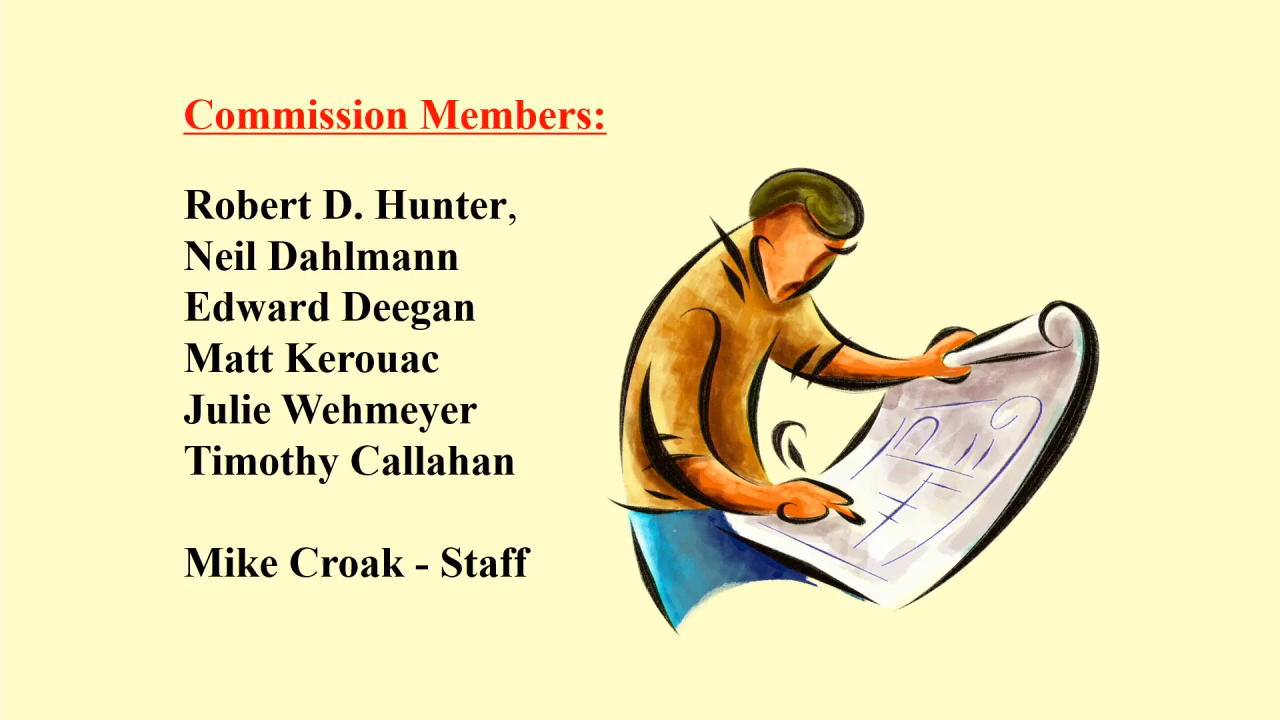 Commission Members:
Robert D. Hunter,
Neil Dahlmann
Edward Deegan
Matt Kerouac
Julie Wehmeyer
Timothy Callahan
Mike Croak - Staff